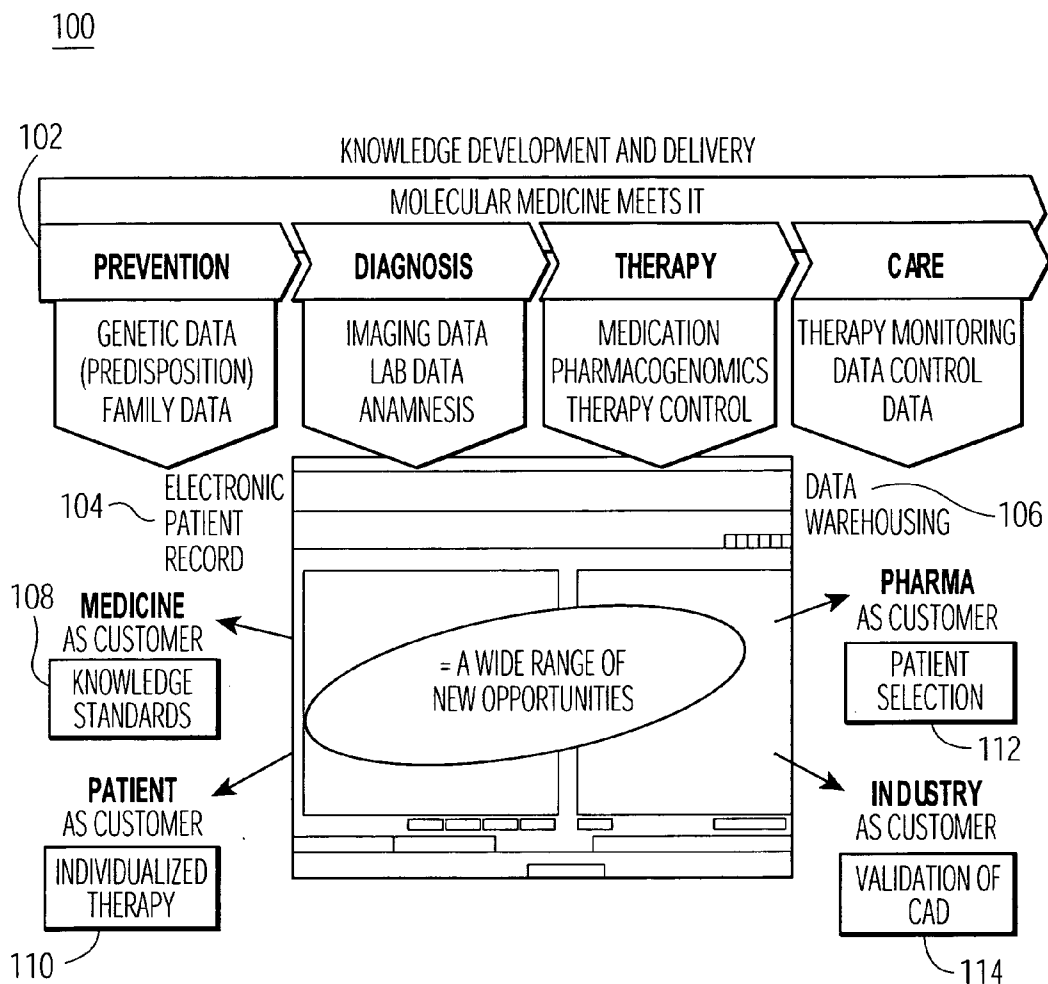 100
102
KNOWLEDGE DEVELOPMENT AND DELIVERY
MOLECULAR MEDICINE MEETS IT
PREVENTION
DIAGNOSIS
THERAPY
CARE
GENETIC DATA
(PREDISPOSITION)
FAMILY DATA
IMAGING DATA
LAB DATA
ANAMNESIS
MEDICATION
PHARMACOGENOMICS
THERAPY CONTROL
THERAPY MONITORING
DATA CONTROL
DATA
104
ELECTRONIC
PATIENT
RECORD
DATA
WAREHOUSING
106
108
MEDICINE
AS CUSTOMER
KNOWLEDGE
STANDARDS
= A WIDE RANGE OF
NEW OPPORTUNITIES
PHARMA
AS CUSTOMER
PATIENT
SELECTION
112
PATIENT
AS CUSTOMER
INDIVIDUALIZED
THERAPY
110
INDUSTRY
AS CUSTOMER
VALIDATION OF
CAD
114